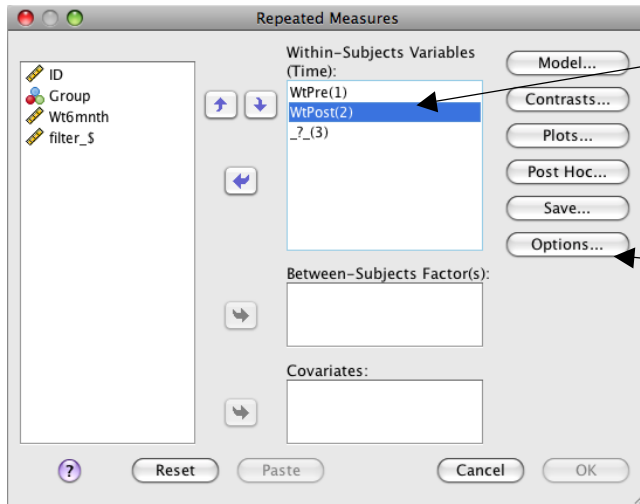 Repeated Measures
ID
Group
Wt6mnth
filter_$
Within-Subjects Variables
(Time):
WtPre(1)
WtPost(2)
_?_(3)
Between-Subjects Factor(s):
Covariates:
Model...
Contrasts...
Plots...
Post Hoc...
Save...
Options...
?
Reset
Paste
Cancel
OK